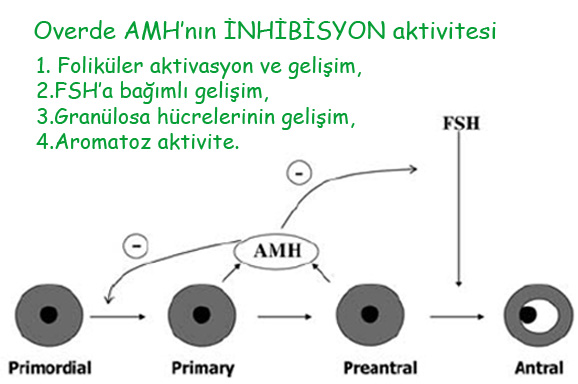 Overde AMH'nın İNHİBİSYON aktivitesi
1. Foliküler aktivasyon ve gelişim,
2.FSH'a bağımlı gelişim,
3.Granülosa hücrelerinin gelişim,
4.Aromatoz aktivite.
FSH
-
-
AMH
Primordial
Primary
Preantral
Antral